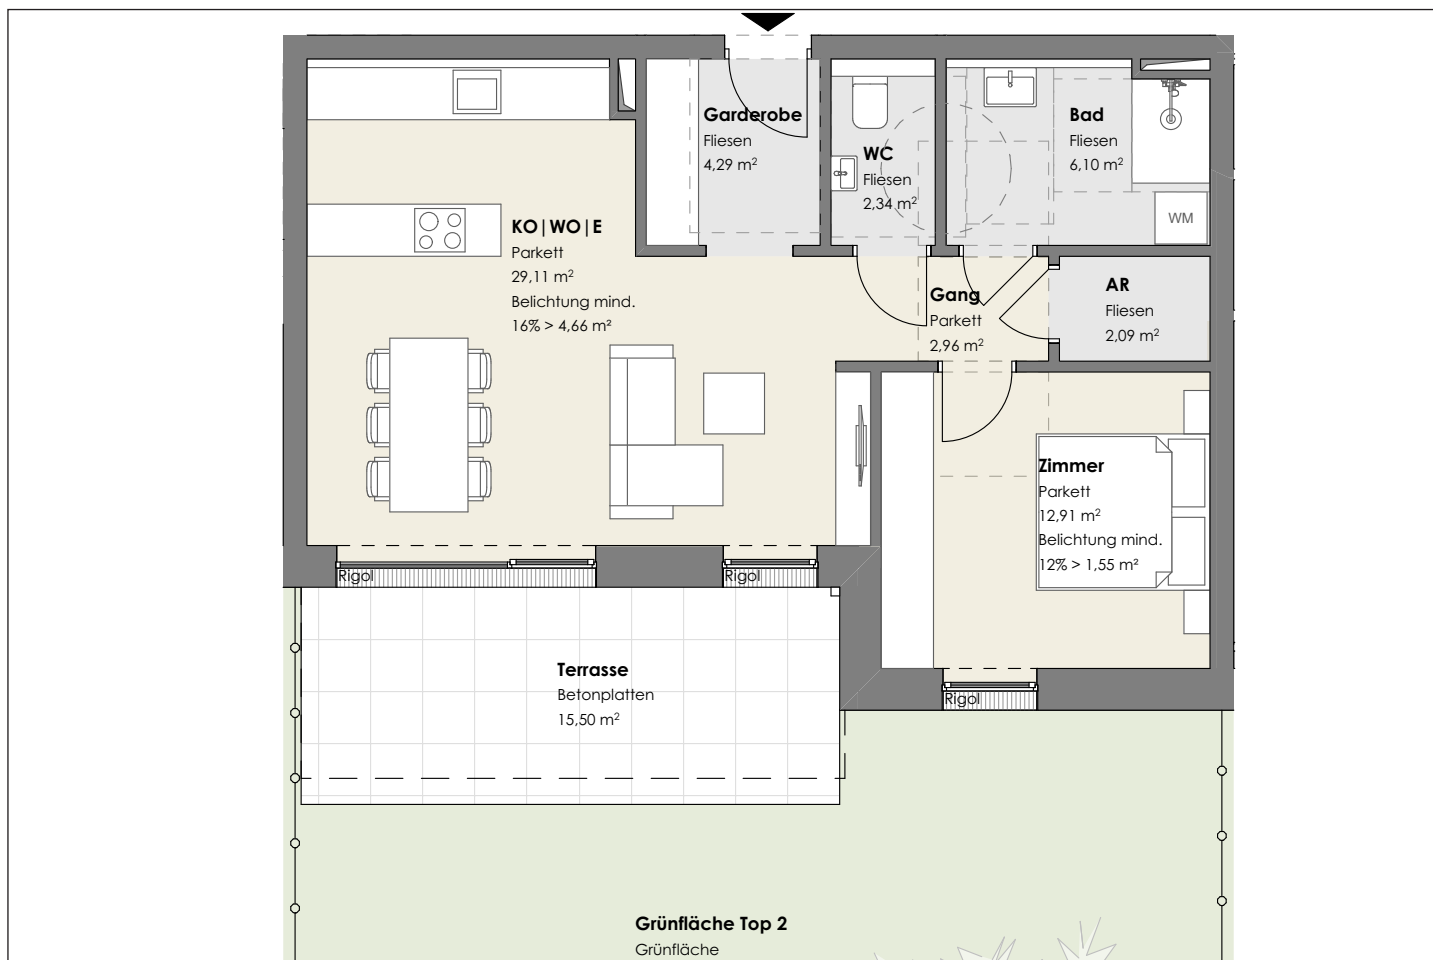 Garderobe
Fliesen
4,29 m²
WC
Fliesen
2,34 m²
Bad
Fliesen
6,10 m²
WM
KO|WO|E
Parkett
29,11 m²
Belichtung mind.
16% > 4,66 m²
Gang
Parkett
2,96 m²
AR
Fliesen
2,09 m²
Zimmer
Parkett
12,91 m²
Belichtung mind.
12% > 1,55 m²
Rigol
Rigol
Rigol
Terrasse
Betonplatten
15,50 m²
Grünfläche Top 2
Grünfläche